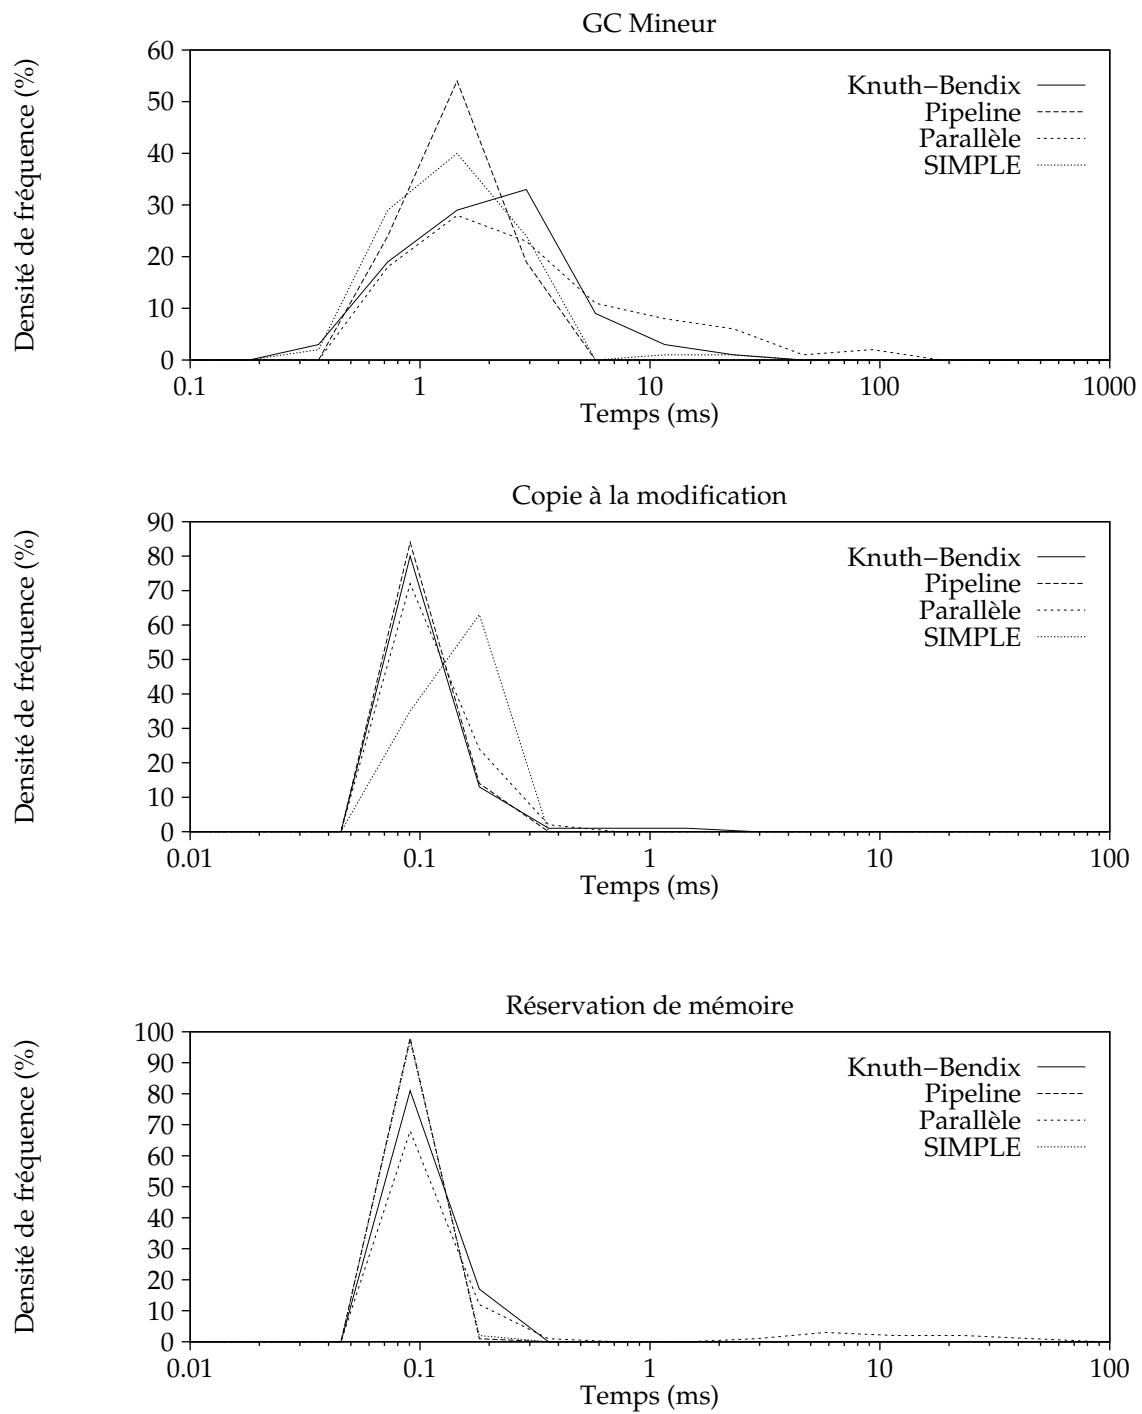 GC Mineur
Densité de fréquence (%)
60
50
40
30
20
10
0
Knuth−Bendix
Pipeline
Parallèle
SIMPLE
0.1 1 10 100 1000
Temps (ms)
Copie à la modification
Densité de fréquence (%)
90
80
70
60
50
40
30
20
10
0
Knuth−Bendix
Pipeline
Parallèle
SIMPLE
0.01 0.1 1 10 100
Temps (ms)
Réservation de mémoire
Densité de fréquence (%)
100
90
80
70
60
50
40
30
20
10
0
Knuth−Bendix
Pipeline
Parallèle
SIMPLE
0.01 0.1 1 10 100
Temps (ms)